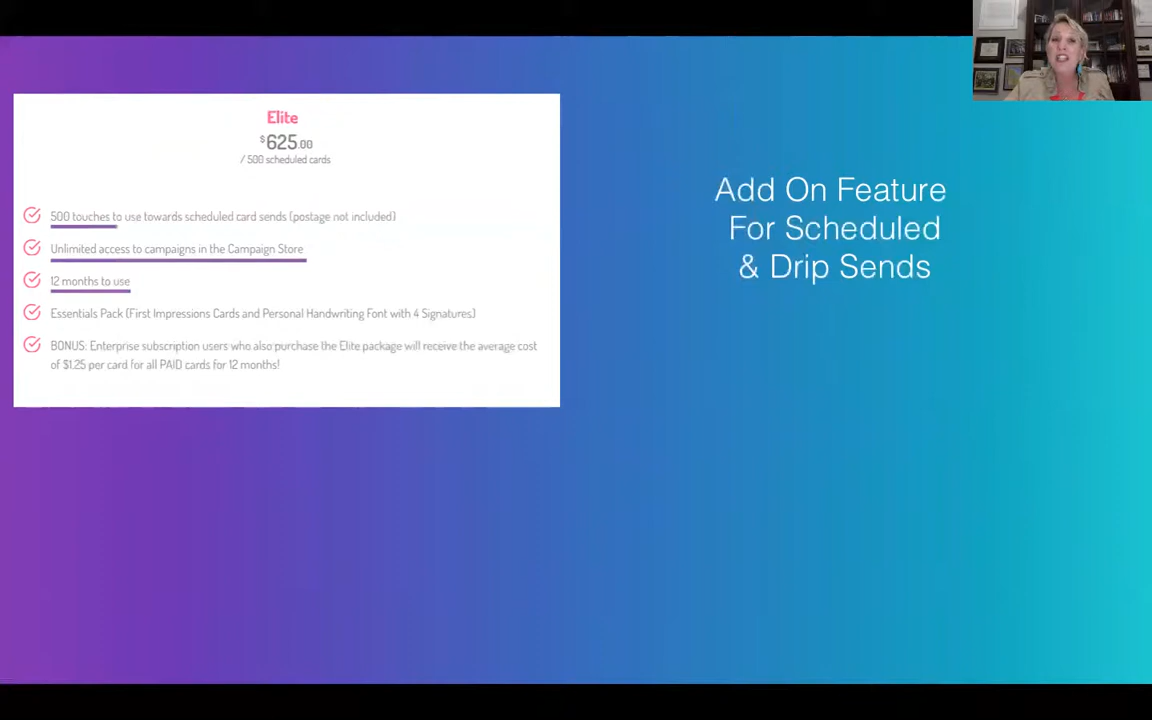 Elite
$625.00
/ 500 scheduled cards
500 touches to use towards scheduled card sends (postage not included)
Unlimited access to campaigns in the Campaign Store
12 months to use
Essentials Pack (First Impressions Cards and Personal Handwriting Font with 4 Signatures)
BONUS: Enterprise subscription users who also purchase the Elite package will receive the average cost
of $1.25 per card for all PAID cards for 12 months!
Add On Feature
For Scheduled
& Drip Sends